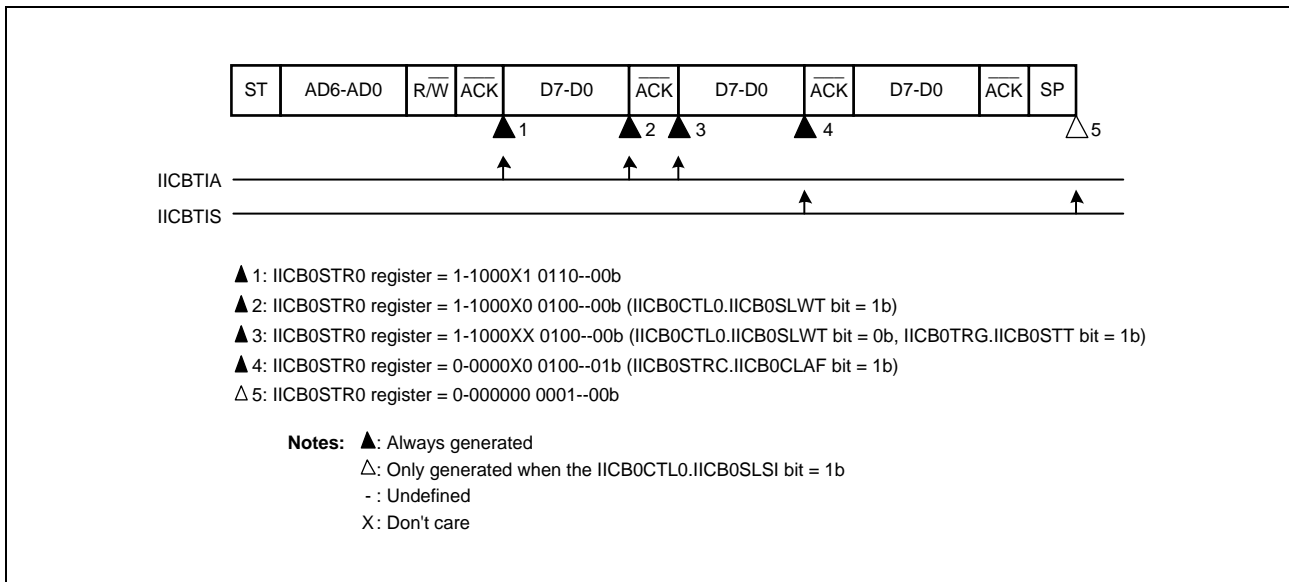 ST AD6-AD0 R/W̅ A̅C̅K̅ D7-D0 A̅C̅K̅ D7-D0 A̅C̅K̅ D7-D0 A̅C̅K̅ SP
▲1 ▲2 ▲3 ▲4 △5
IICBTIA
IICBTIS
▲1: IICB0STR0 register = 1-1000X1 0110--00b
▲2: IICB0STR0 register = 1-1000X0 0100--00b (IICB0CTL0.IICB0SLWT bit = 1b)
▲3: IICB0STR0 register = 1-1000XX 0100--00b (IICB0CTL0.IICB0SLWT bit = 0b, IICB0TRG.IICB0STT bit = 1b)
▲4: IICB0STR0 register = 0-0000X0 0100--01b (IICB0STRC.IICB0CLAF bit = 1b)
△5: IICB0STR0 register = 0-000000 0001--00b
Notes: ▲: Always generated
△: Only generated when the IICB0CTL0.IICB0SLSI bit = 1b
- : Undefined
X: Don't care